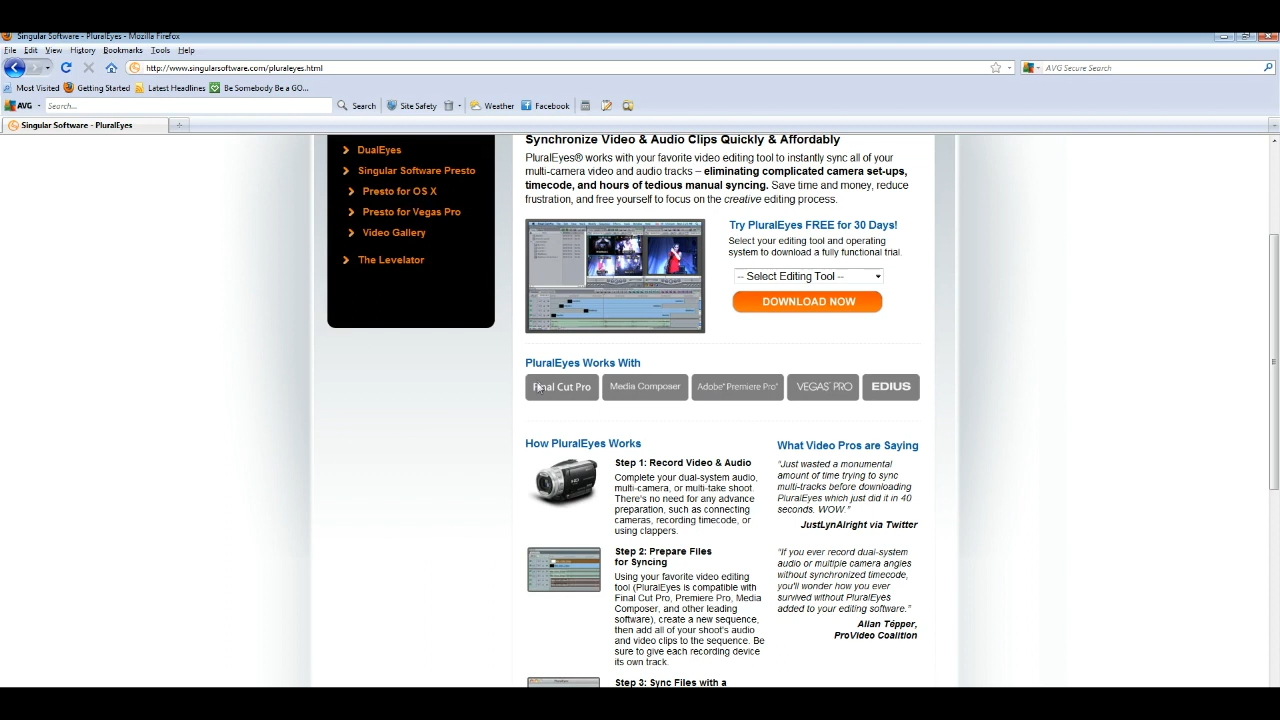 Singular Software - PluralEyes - Mozilla Firefox
File Edit View History Bookmarks Tools Help
http://www.singularsoftware.com/pluraleyes.html
AVG Secure Search
Most Visited Getting Started Latest Headlines Be Somebody Be a GO...
AVG Search... Search Site Safety Weather Facebook
Singular Software - PluralEyes
DualEyes
Singular Software Presto
Presto for OS X
Presto for Vegas Pro
Video Gallery
The Levelator
Synchronize Video & Audio Clips Quickly & Affordably
PluralEyes® works with your favorite video editing tool to instantly sync all of your
multi-camera video and audio tracks – eliminating complicated camera set-ups,
timecode, and hours of tedious manual syncing. Save time and money, reduce
frustration, and free yourself to focus on the creative editing process.
Try PluralEyes FREE for 30 Days!
Select your editing tool and operating
system to download a fully functional trial.
-- Select Editing Tool --
DOWNLOAD NOW
PluralEyes Works With
Final Cut Pro Media Composer Adobe® Premiere Pro® VEGAS™ PRO EDIUS
How PluralEyes Works
Step 1: Record Video & Audio
Complete your dual-system audio,
multi-camera, or multi-take shoot.
There's no need for any advance
preparation, such as connecting
cameras, recording timecode, or
using clappers.
Step 2: Prepare Files
for Syncing
Using your favorite video editing
tool (PluralEyes is compatible with
Final Cut Pro, Premiere Pro, Media
Composer, and other leading
software), create a new sequence,
then add all of your shoot's audio
and video clips to the sequence. Be
sure to give each recording device
its own track.
Step 3: Sync Files with a
What Video Pros are Saying
"Just wasted a monumental
amount of time trying to sync
multi-tracks before downloading
PluralEyes which just did it in 40
seconds. WOW."
JustLynAlright via Twitter
"If you ever record dual-system
audio or multiple camera angles
without synchronized timecode,
you'll wonder how you ever
survived without PluralEyes
added to your editing software."
Allan Tépper,
ProVideo Coalition